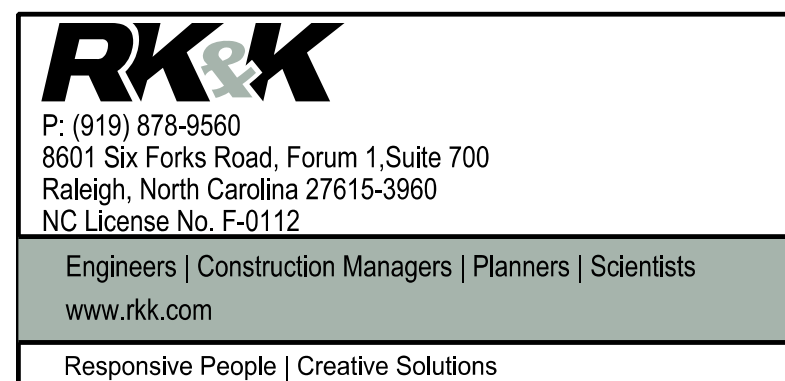 RK&K
P: (919) 878-9560
8601 Six Forks Road, Forum 1,Suite 700
Raleigh, North Carolina 27615-3960
NC License No. F-0112
Engineers | Construction Managers | Planners | Scientists
www.rkk.com
Responsive People | Creative Solutions